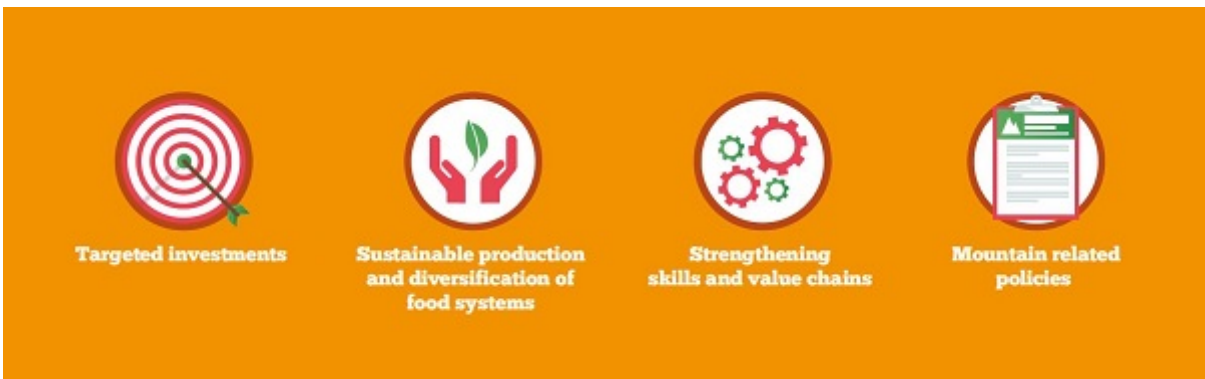 Targeted investments
Sustainable production
and diversification of
food systems
Strengthening
skills and value chains
Mountain related
policies